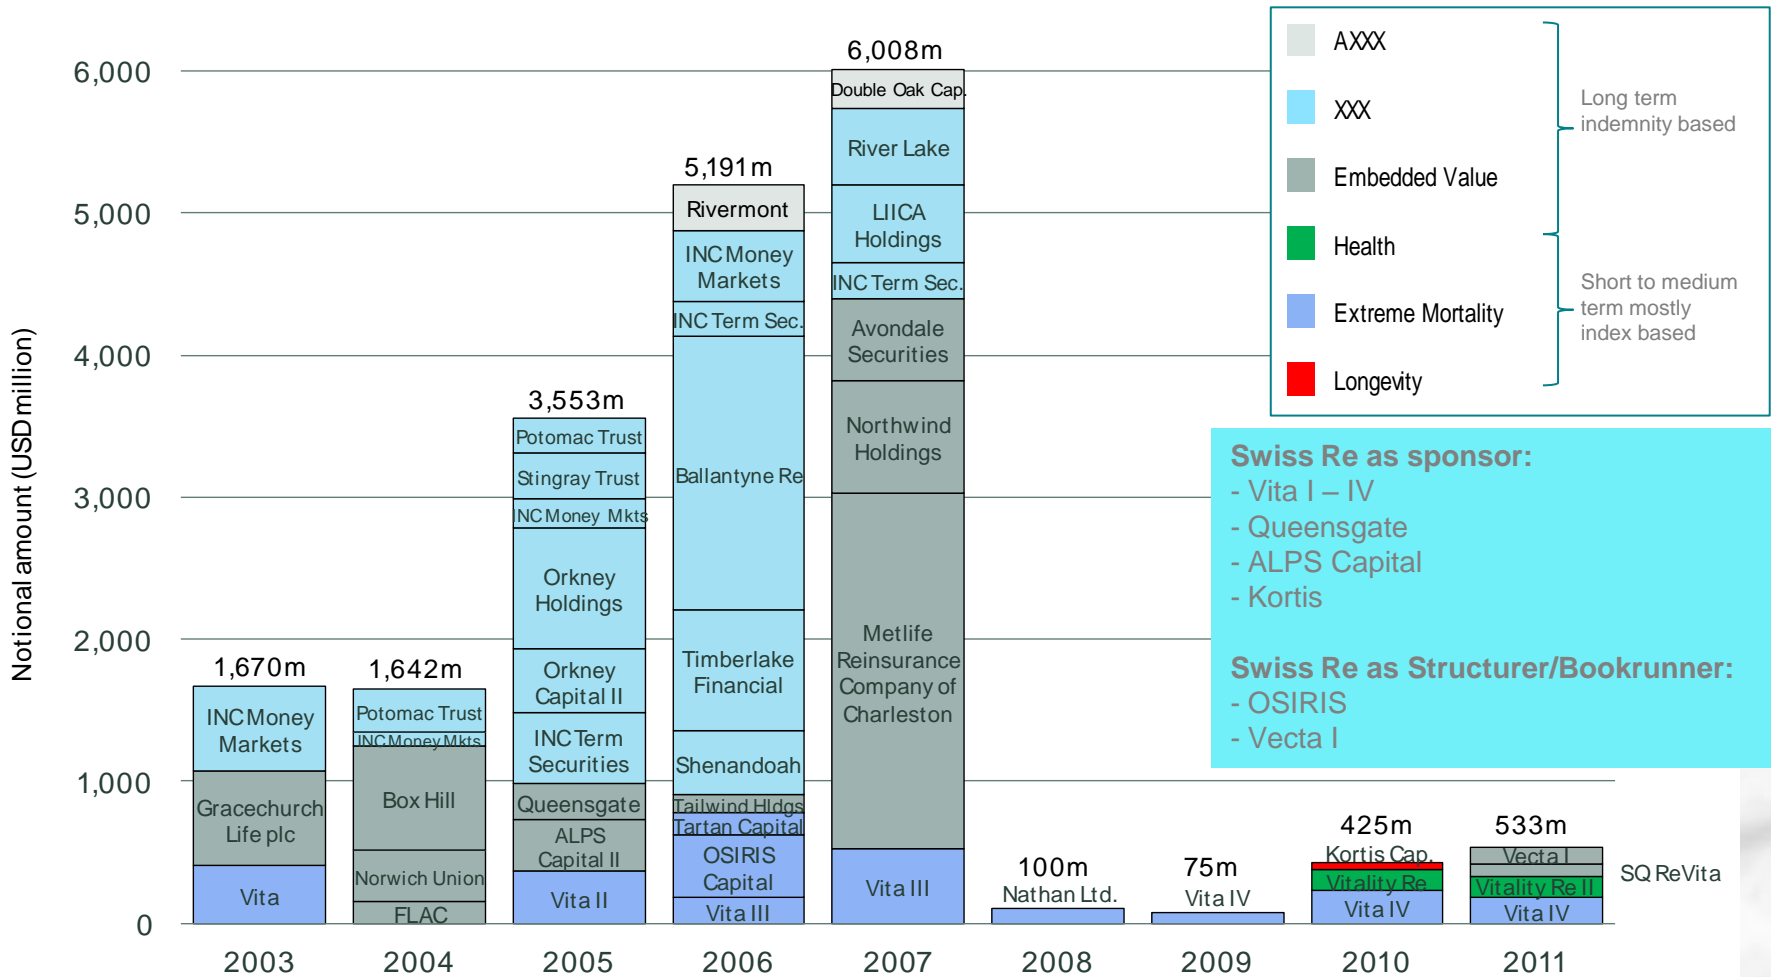 Notional amount (USD million)
6,000
5,000
4,000
3,000
2,000
1,000
0
1,670m
INC Money
Markets
Gracechurch
Life plc
Vita
2003
1,642m
Potomac Trust
INC Money Mkts
Box Hill
Norwich Union
FLAC
2004
3,553m
Potomac Trust
Stingray Trust
INC Money Mkts
Orkney
Holdings
Orkney
Capital II
INC Term
Securities
Queensgate
ALPS
Capital II
Vita II
2005
5,191m
Rivermont
INC Money
Markets
INC Term Sec.
Ballantyne Re
Timberlake
Financial
Shenandoah
Tailwind Hldgs
Tartan Capital
OSIRIS
Capital
Vita III
2006
6,008m
Double Oak Cap.
River Lake
LIICA
Holdings
INC Term Sec.
Avondale
Securities
Northwind
Holdings
Metlife
Reinsurance
Company of
Charleston
Vita III
2007
100m
Nathan Ltd.
2008
75m
Vita IV
2009
425m
Kortis Cap.
Vitality Re
Vita IV
2010
533m
Vecta I
Vitality Re II
Vita IV
2011
SQ ReVita
AXXX
XXX
Embedded Value
Health
Extreme Mortality
Longevity
Long term
indemnity based
Short to medium
term mostly
index based
Swiss Re as sponsor:
- Vita I – IV
- Queensgate
- ALPS Capital
- Kortis
Swiss Re as Structurer/Bookrunner:
- OSIRIS
- Vecta I